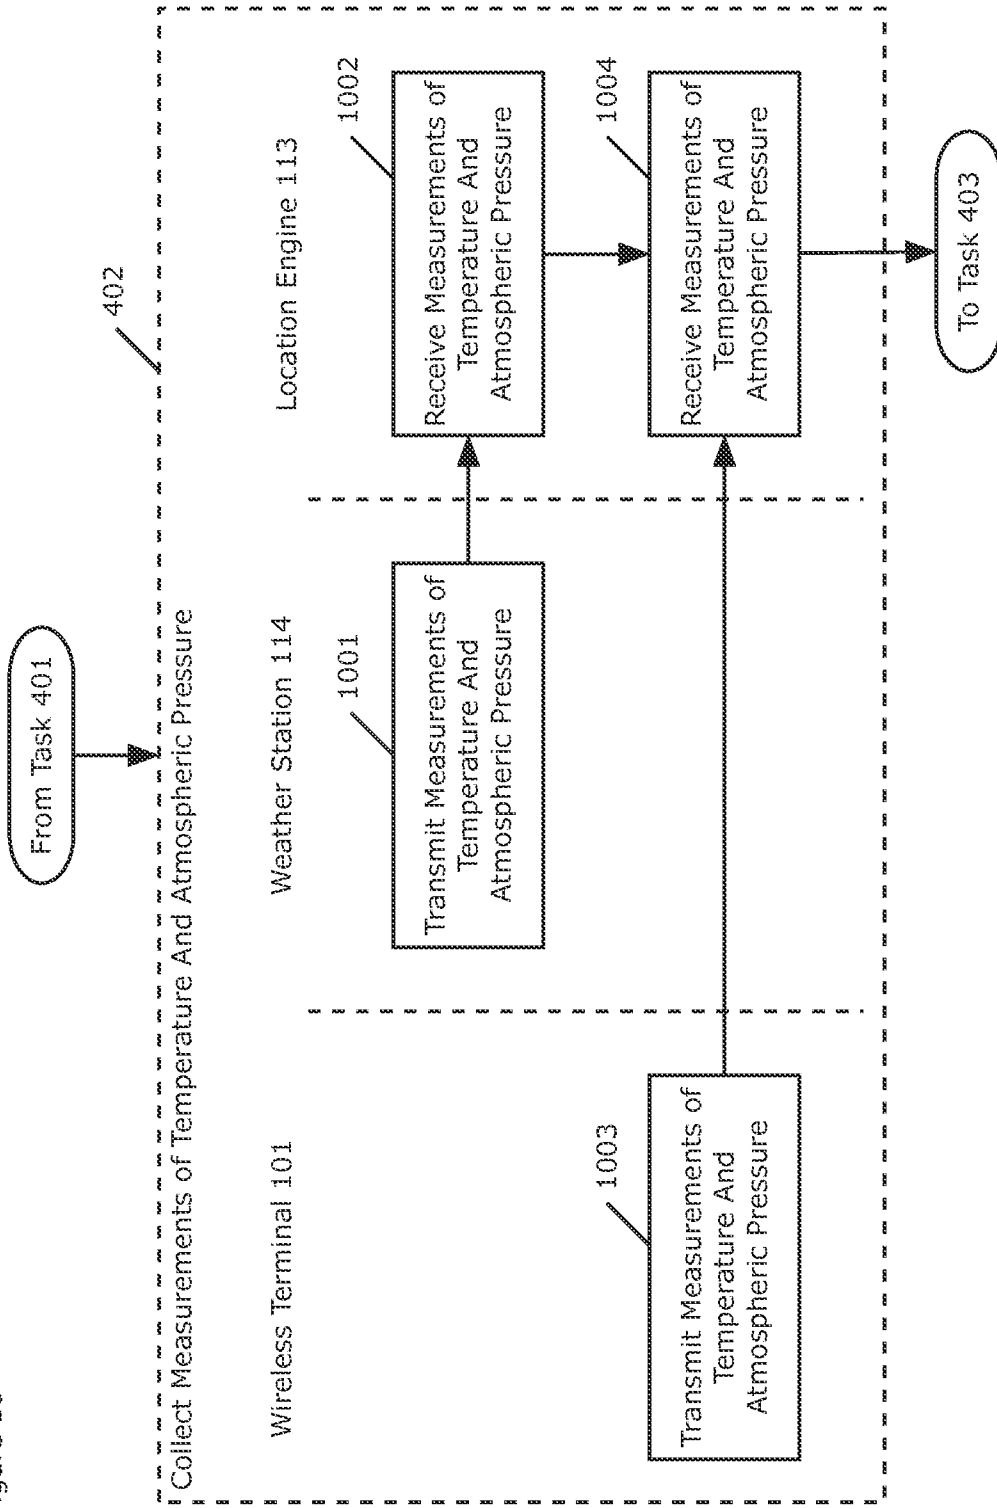 From Task 401
402
Collect Measurements of Temperature And Atmospheric Pressure
Wireless Terminal 101
Weather Station 114
Location Engine 113
1001
Transmit Measurements of
Temperature And
Atmospheric Pressure
1002
Receive Measurements of
Temperature And
Atmospheric Pressure
1003
Transmit Measurements of
Temperature And
Atmospheric Pressure
1004
Receive Measurements of
Temperature And
Atmospheric Pressure
To Task 403